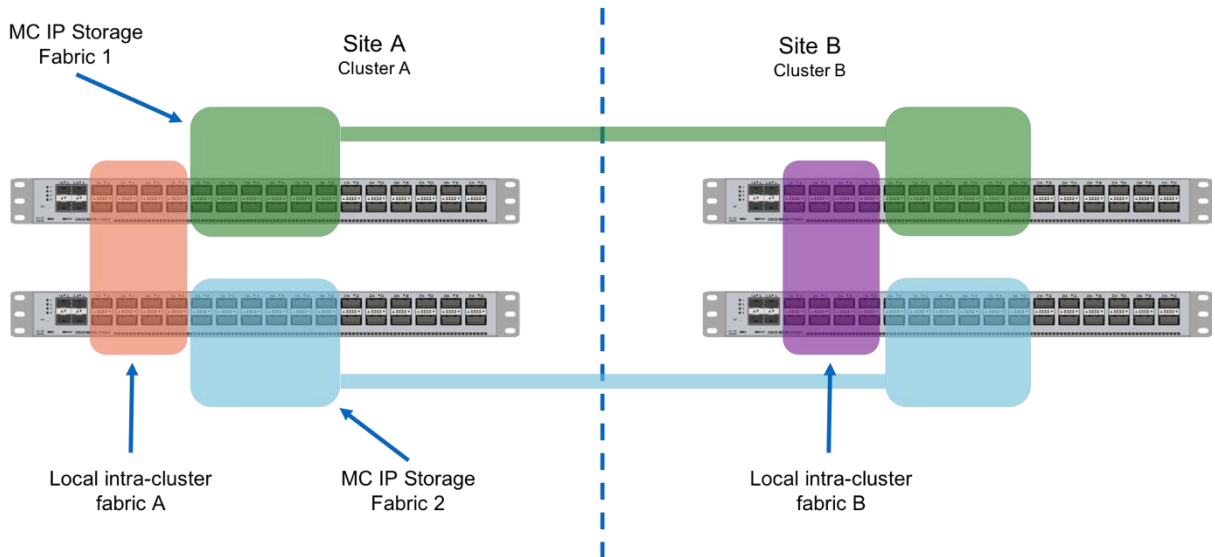 MC IP Storage
Fabric 1
Site A
Cluster A
Site B
Cluster B
Local intra-cluster
fabric A
MC IP Storage
Fabric 2
Local intra-cluster
fabric B